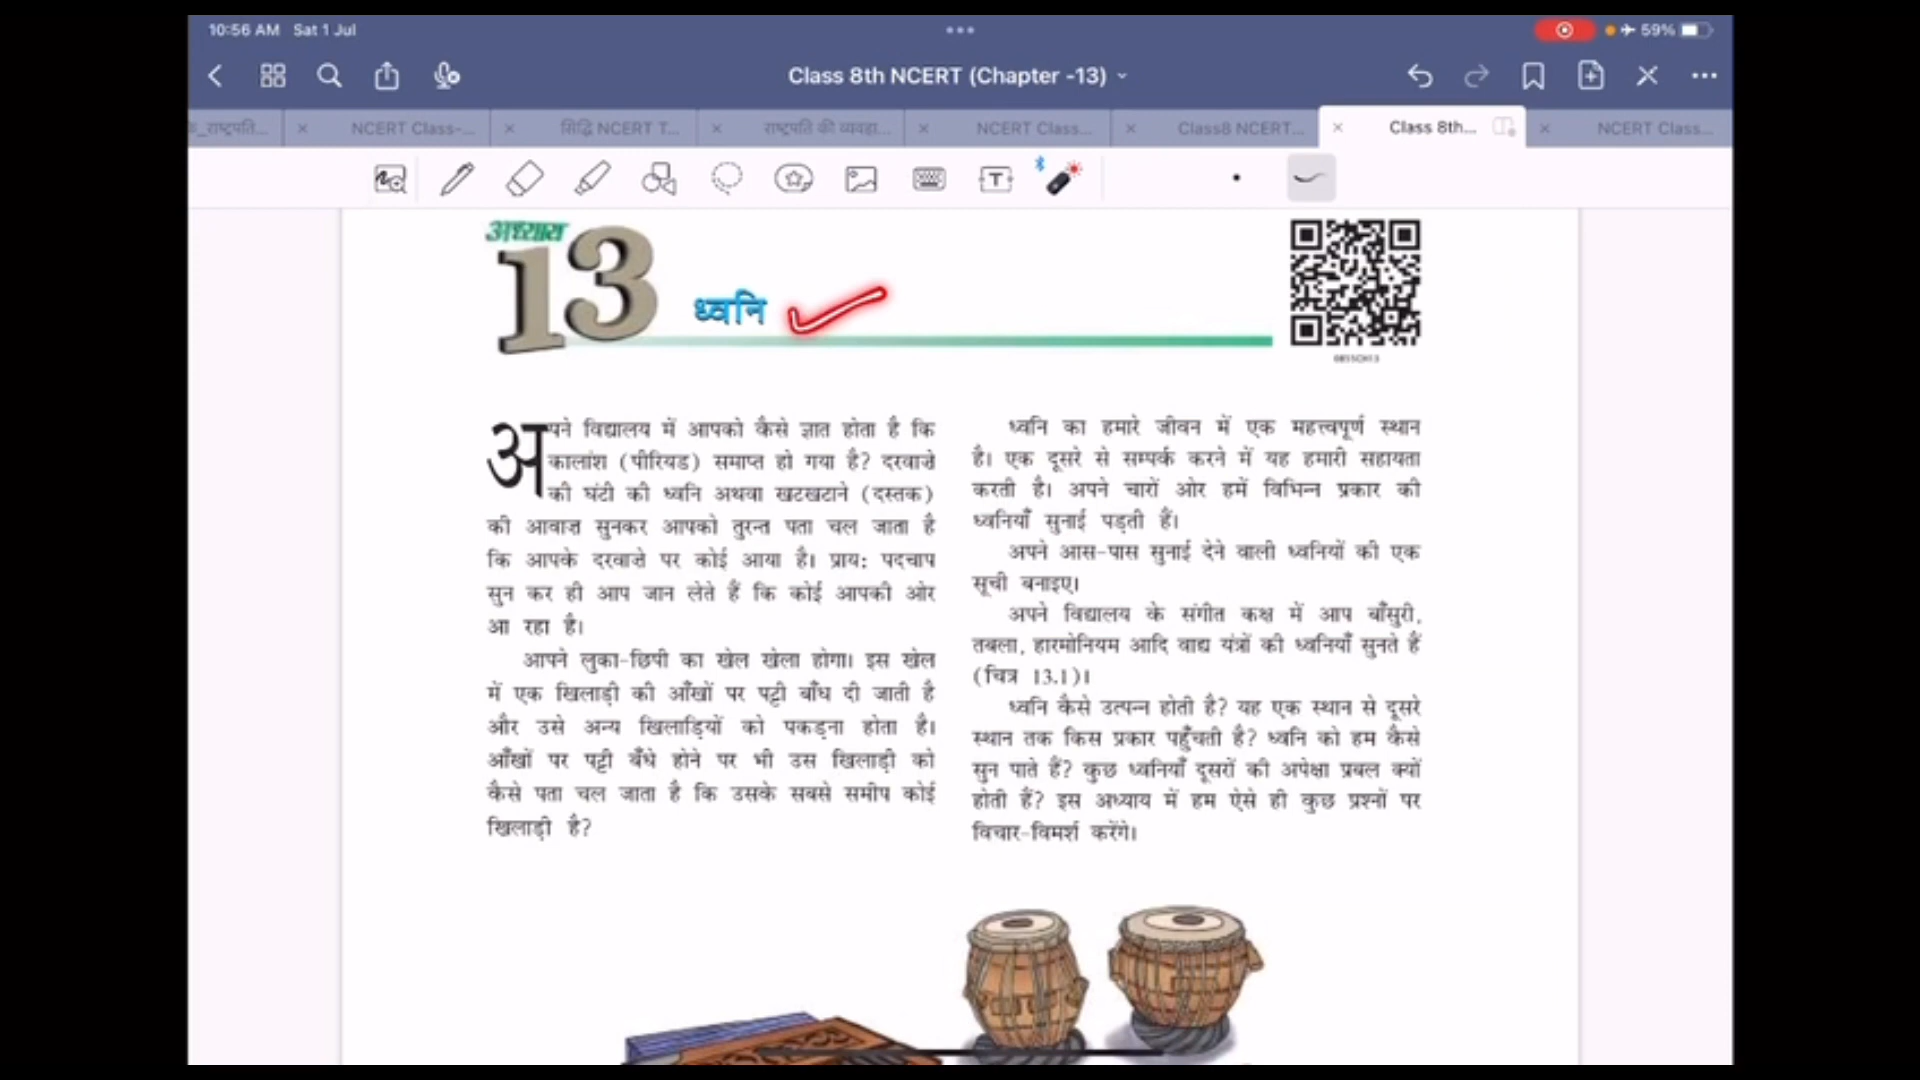 10:56 AM Sat 1 Jul
59%
Class 8th NCERT (Chapter -13)
_राष्ट्रपति...
NCERT Class-...
सिद्धि NCERT T...
राष्ट्रपति की व्यवहा...
NCERT Class...
Class8 NCERT...
Class 8th...
NCERT Class...
अध्याय
13
ध्वनि
0855CH13
अपने विद्यालय में आपको कैसे ज्ञात होता है कि
कालांश (पीरियड) समाप्त हो गया है? दरवाज़े
की घंटी की ध्वनि अथवा खटखटाने (दस्तक)
की आवाज़ सुनकर आपको तुरन्त पता चल जाता है
कि आपके दरवाज़े पर कोई आया है। प्राय: पदचाप
सुन कर ही आप जान लेते हैं कि कोई आपकी ओर
आ रहा है।
आपने लुका-छिपी का खेल खेला होगा। इस खेल
में एक खिलाड़ी की आँखों पर पट्टी बाँध दी जाती है
और उसे अन्य खिलाड़ियों को पकड़ना होता है।
आँखों पर पट्टी बँधे होने पर भी उस खिलाड़ी को
कैसे पता चल जाता है कि उसके सबसे समीप कोई
खिलाड़ी है?
ध्वनि का हमारे जीवन में एक महत्त्वपूर्ण स्थान
है। एक दूसरे से सम्पर्क करने में यह हमारी सहायता
करती है। अपने चारों ओर हमें विभिन्न प्रकार की
ध्वनियाँ सुनाई पड़ती हैं।
अपने आस-पास सुनाई देने वाली ध्वनियों की एक
सूची बनाइए।
अपने विद्यालय के संगीत कक्ष में आप बाँसुरी,
तबला, हारमोनियम आदि वाद्य यंत्रों की ध्वनियाँ सुनते हैं
(चित्र 13.1)।
ध्वनि कैसे उत्पन्न होती है? यह एक स्थान से दूसरे
स्थान तक किस प्रकार पहुँचती है? ध्वनि को हम कैसे
सुन पाते हैं? कुछ ध्वनियाँ दूसरों की अपेक्षा प्रबल क्यों
होती हैं? इस अध्याय में हम ऐसे ही कुछ प्रश्नों पर
विचार-विमर्श करेंगे।